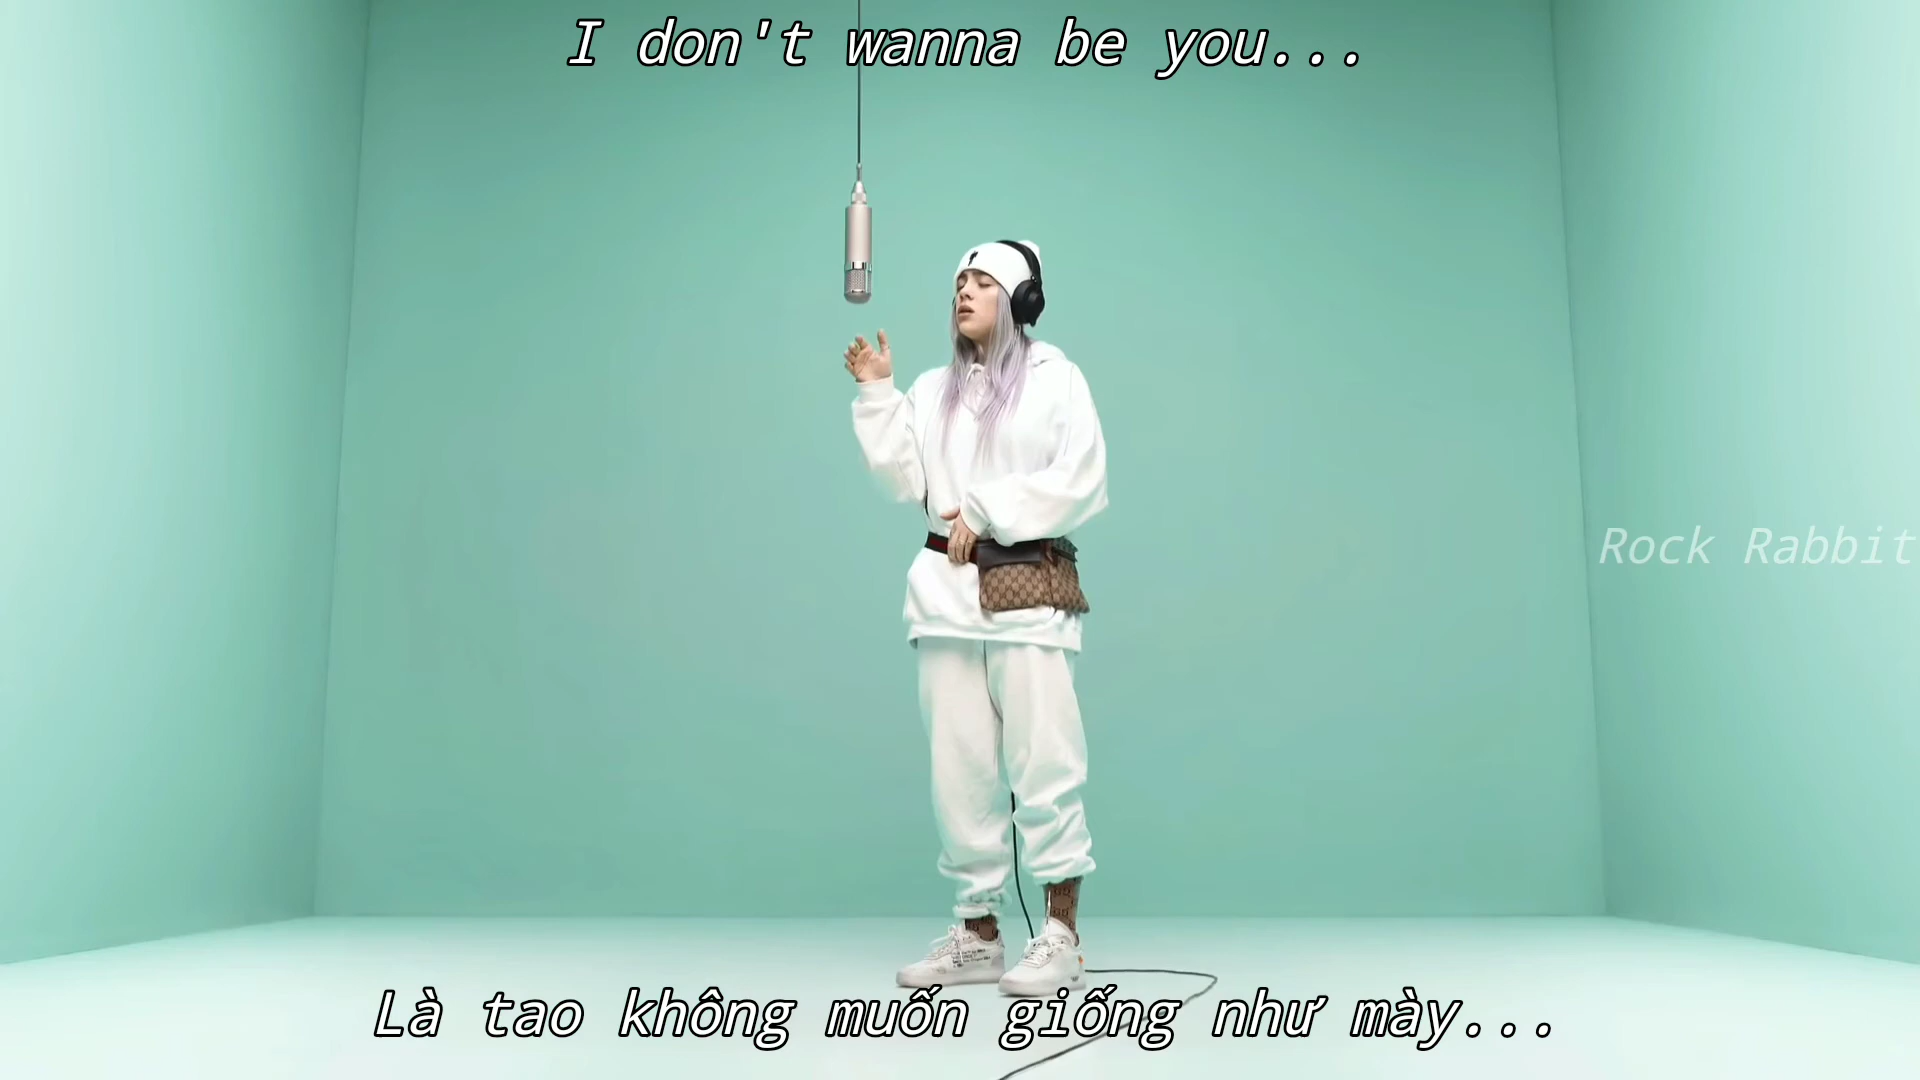 I don't wanna be you...
Rock Rabbit
Là tao không muốn giống như mày...